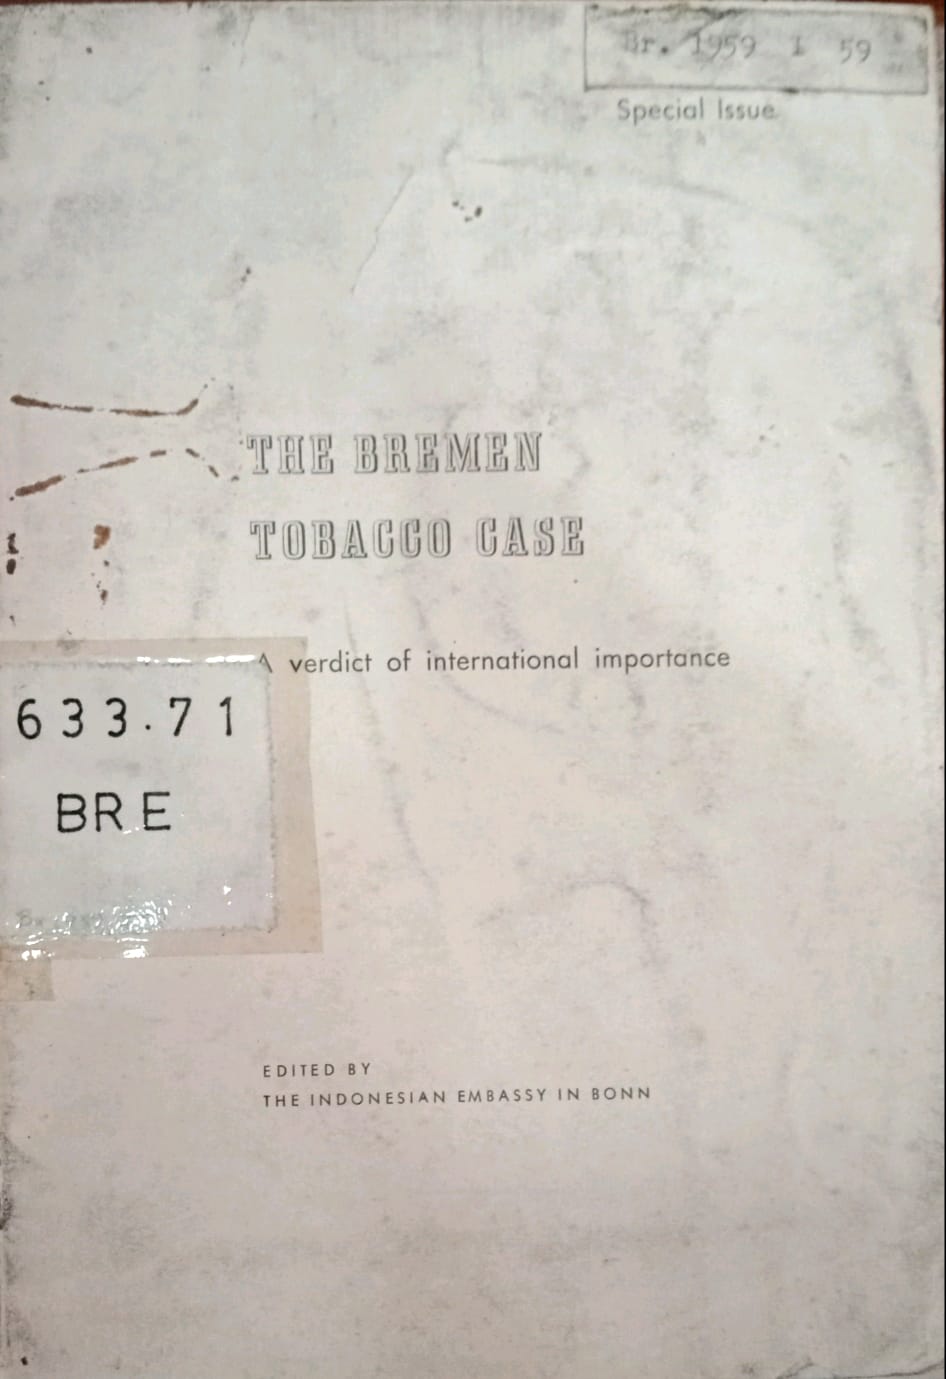 Br. 1959 I 59
Special Issue
THE BREMEN
TOBACCO CASE
A verdict of international importance
633.71
BRE
EDITED BY
THE INDONESIAN EMBASSY IN BONN